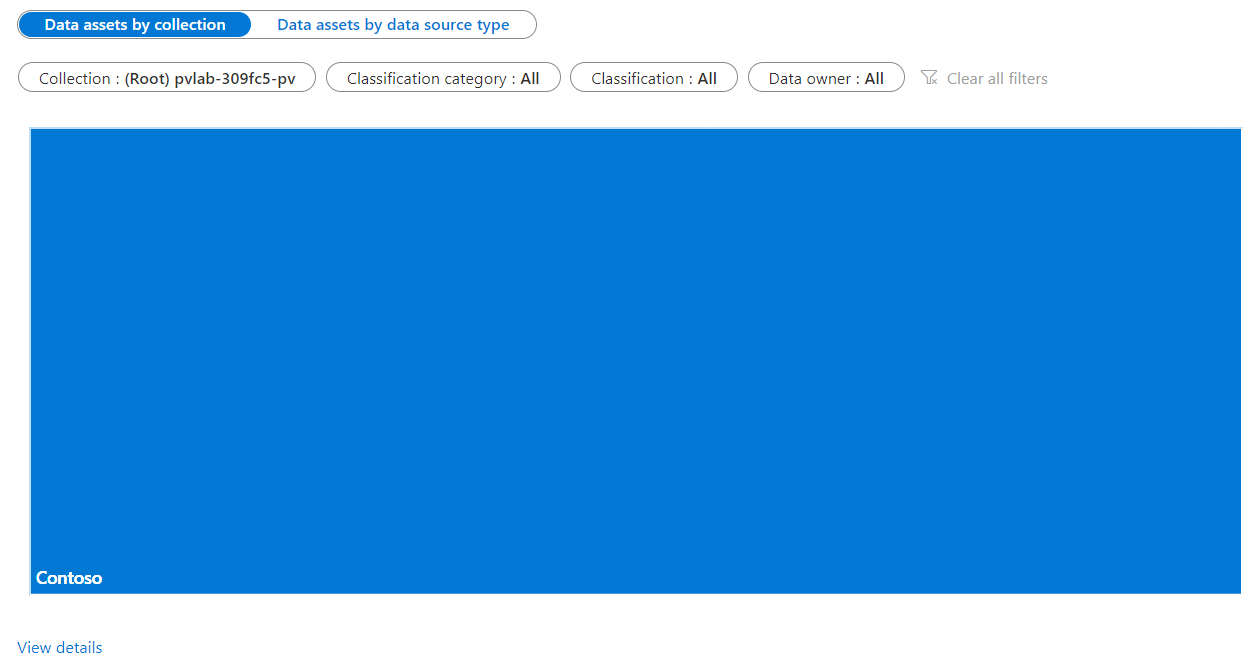 Data assets by collection Data assets by data source type
Collection : (Root) pvlab-309fc5-pv Classification category : All Classification : All Data owner : All Clear all filters
Contoso
View details